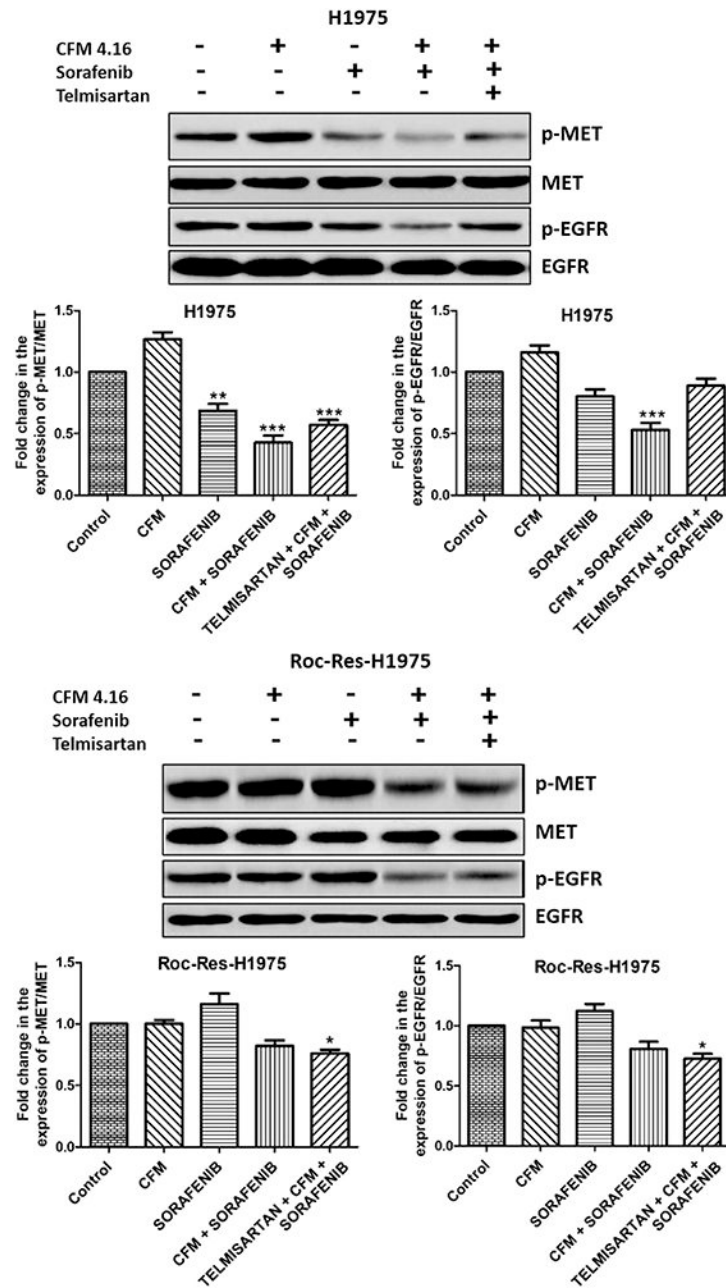 H1975
CFM 4.16 - + - + +
Sorafenib - - + + +
Telmisartan - - - - +
p-MET
MET
p-EGFR
EGFR
H1975
Fold change in the
expression of p-MET/MET
1.5
1.0
0.5
0.0
**
***
***
Control
CFM
SORAFENIB
CFM + SORAFENIB
TELMISARTAN + CFM +
SORAFENIB
H1975
Fold change in the
expression of p-EGFR/EGFR
1.5
1.0
0.5
0.0
***
Control
CFM
SORAFENIB
CFM + SORAFENIB
TELMISARTAN + CFM +
SORAFENIB
Roc-Res-H1975
CFM 4.16 - + - + +
Sorafenib - - + + +
Telmisartan - - - - +
p-MET
MET
p-EGFR
EGFR
Roc-Res-H1975
Fold change in the
expression of p-MET/MET
1.5
1.0
0.5
0.0
*
Control
CFM
SORAFENIB
CFM + SORAFENIB
TELMISARTAN + CFM +
SORAFENIB
Roc-Res-H1975
Fold change in the
expression of p-EGFR/EGFR
1.5
1.0
0.5
0.0
*
Control
CFM
SORAFENIB
CFM + SORAFENIB
TELMISARTAN + CFM +
SORAFENIB